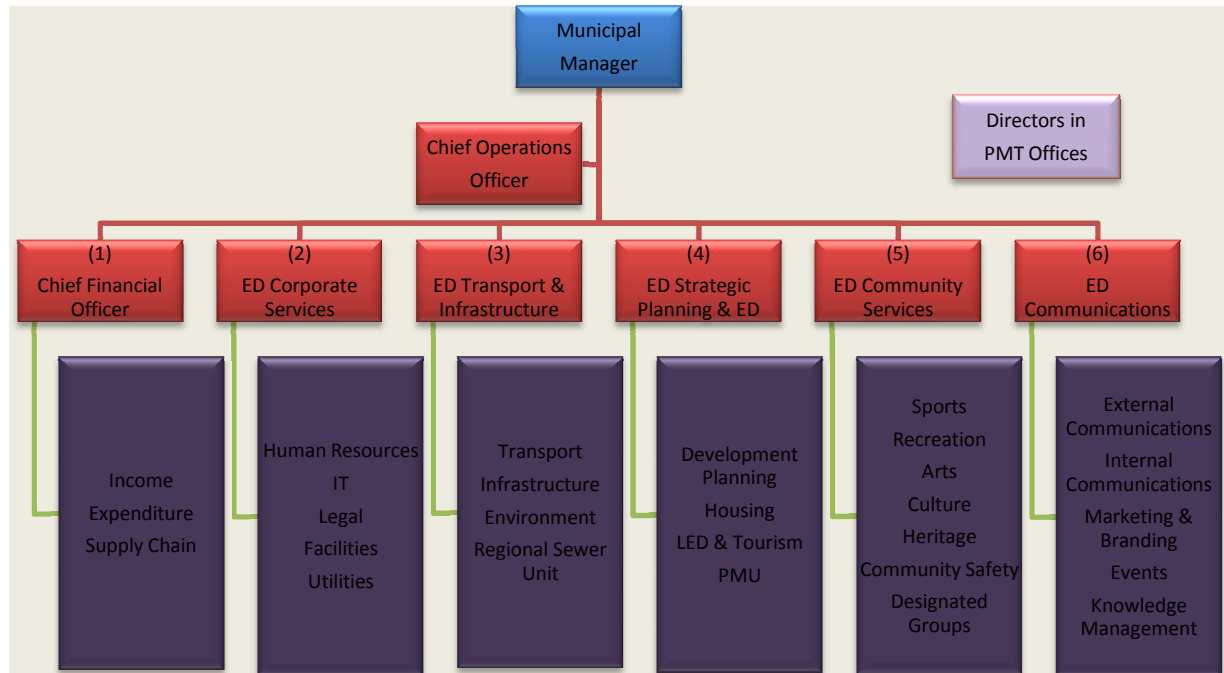 Municipal
Manager
Chief Operations
Officer
Directors in
PMT Offices
(1)
Chief Financial
Officer
(2)
ED Corporate
Services
(3)
ED Transport &
Infrastructure
(4)
ED Strategic
Planning & ED
(5)
ED Community
Services
(6)
ED
Communications
Income
Expenditure
Supply Chain
Human Resources
IT
Legal
Facilities
Utilities
Transport
Infrastructure
Environment
Regional Sewer
Unit
Development
Planning
Housing
LED & Tourism
PMU
Sports
Recreation
Arts
Culture
Heritage
Community Safety
Designated
Groups
External
Communications
Internal
Communications
Marketing &
Branding
Events
Knowledge
Management